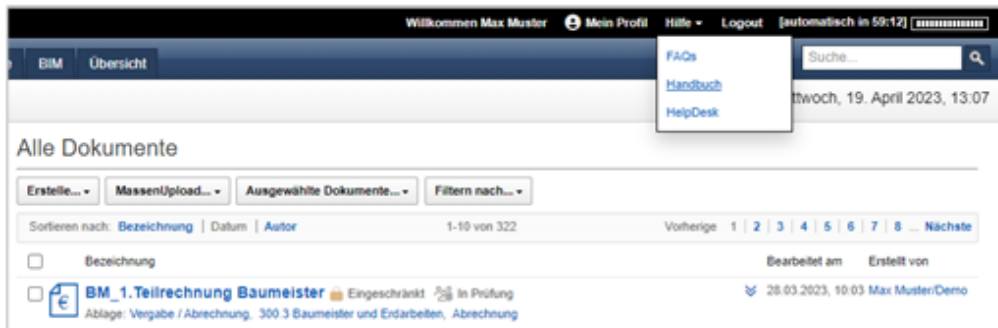 Willkommen Max Muster Mein Profil Hilfe Logout [automatisch in 59:12]
BIM Übersicht Suche...
FAQs
Handbuch
HelpDesk
ttwoch, 19. April 2023, 13:07
Alle Dokumente
Erstelle... MassenUpload... Ausgewählte Dokumente... Filtern nach...
Sortieren nach: Bezeichnung | Datum | Autor 1-10 von 322 Vorherige 1 | 2 | 3 | 4 | 5 | 6 | 7 | 8 ... Nächste
Bezeichnung Bearbeitet am Erstellt von
BM_1.Teilrechnung Baumeister Eingeschränkt In Prüfung 28.03.2023, 10:03 Max Muster/Demo
Ablage: Vergabe / Abrechnung, 300.3 Baumeister und Erdarbeiten, Abrechnung